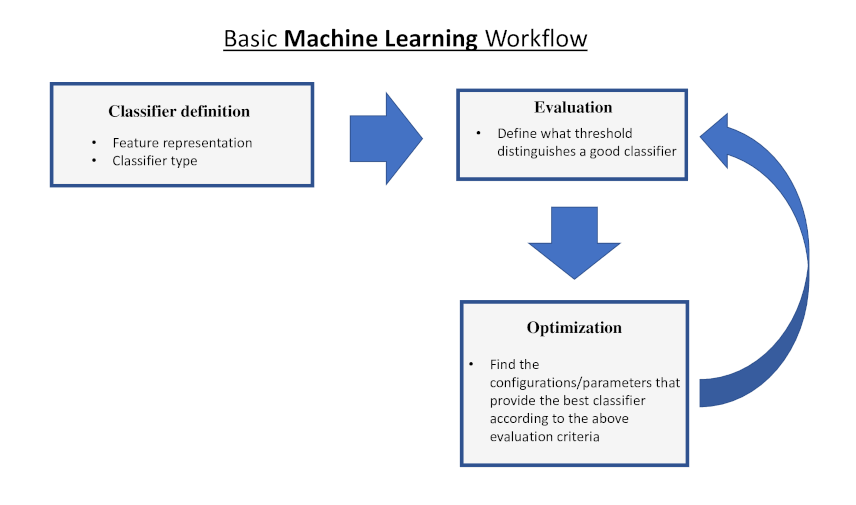 Basic Machine Learning Workflow
Classifier definition
• Feature representation
• Classifier type
Evaluation
• Define what threshold
distinguishes a good classifier
Optimization
• Find the
configurations/parameters that
provide the best classifier
according to the above
evaluation criteria